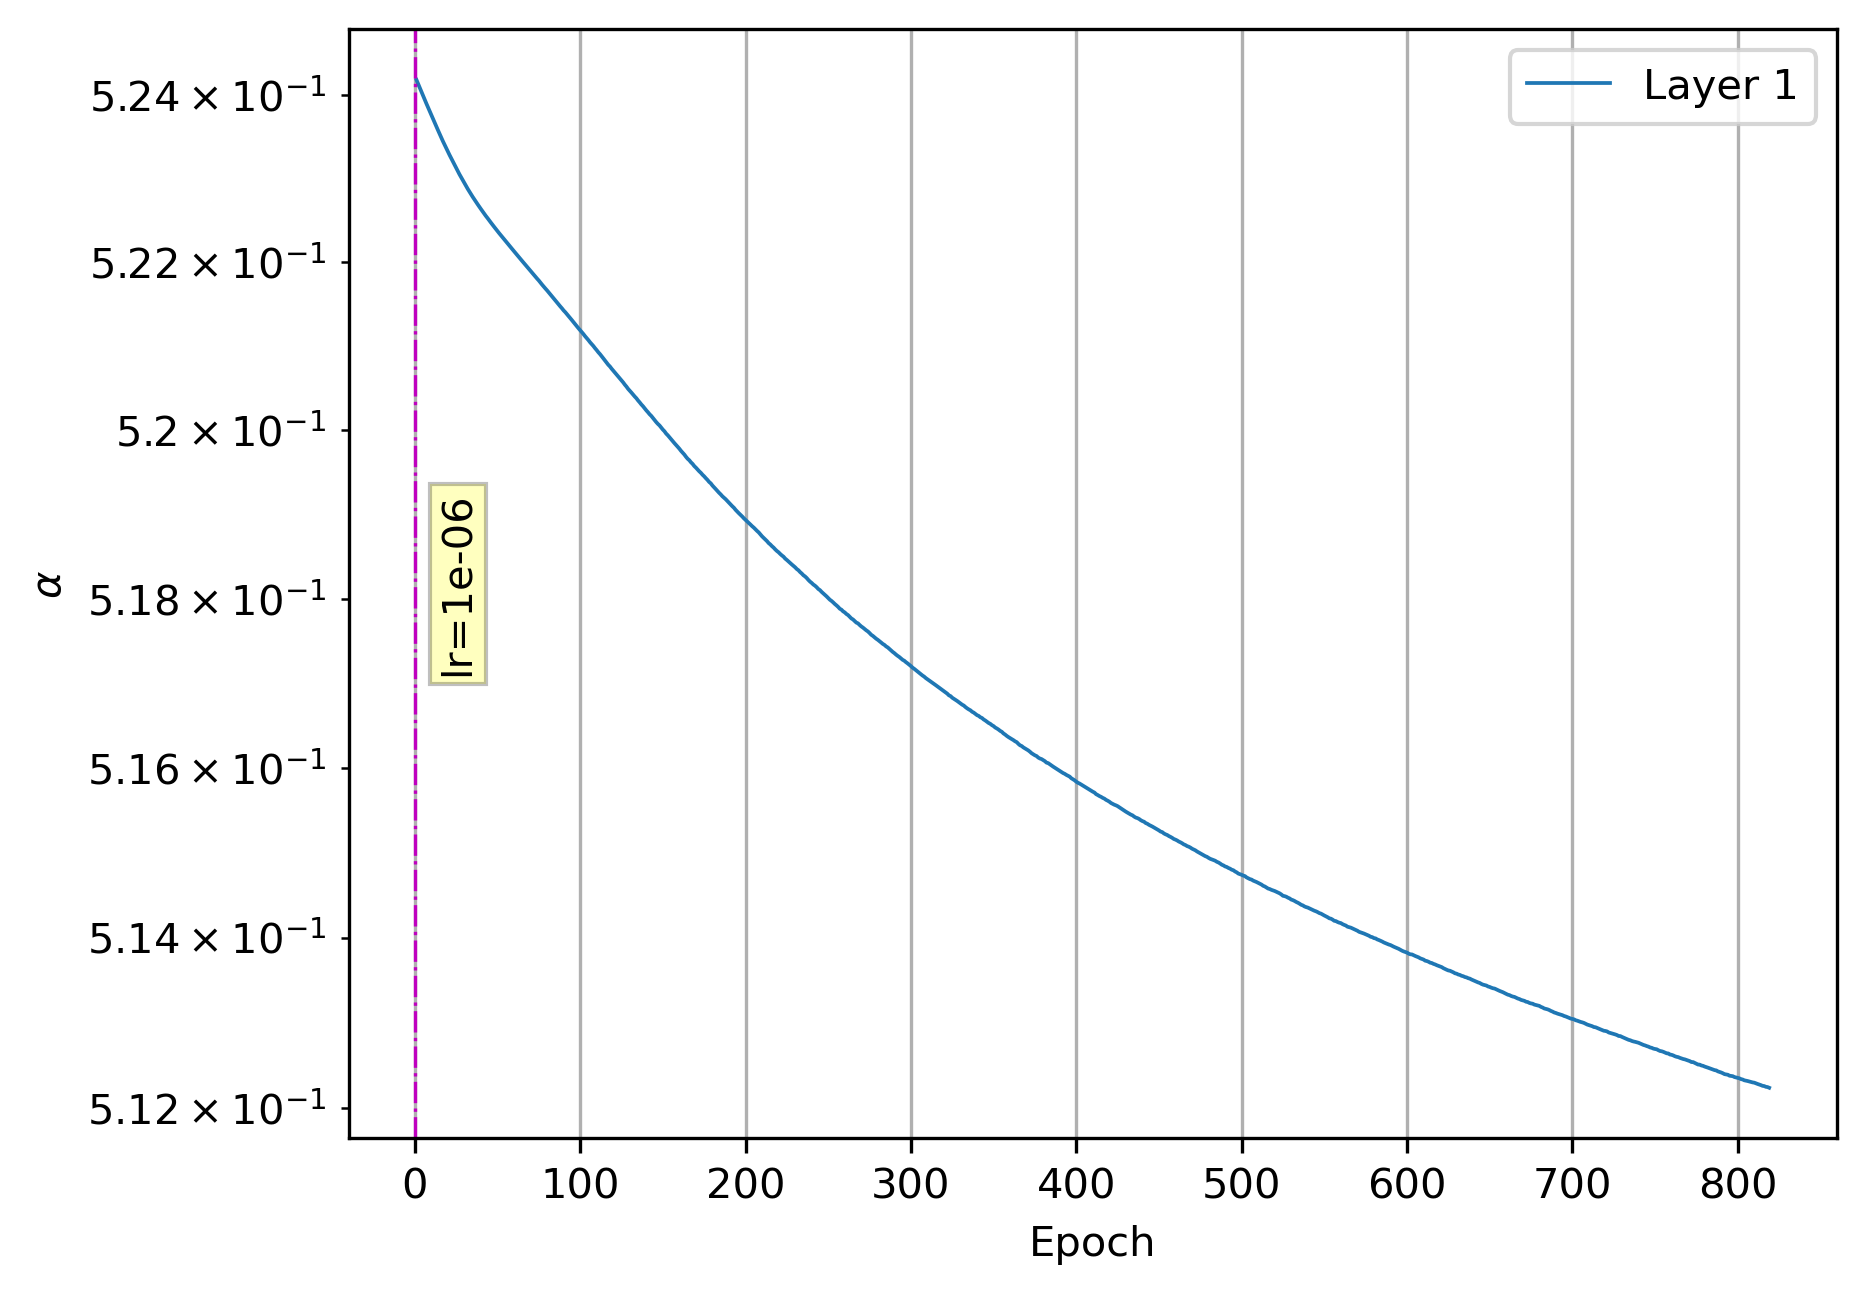 Layer 1
5.24 × 10⁻¹
5.22 × 10⁻¹
5.2 × 10⁻¹
5.18 × 10⁻¹
5.16 × 10⁻¹
5.14 × 10⁻¹
5.12 × 10⁻¹
α
lr=1e-06
0 100 200 300 400 500 600 700 800
Epoch